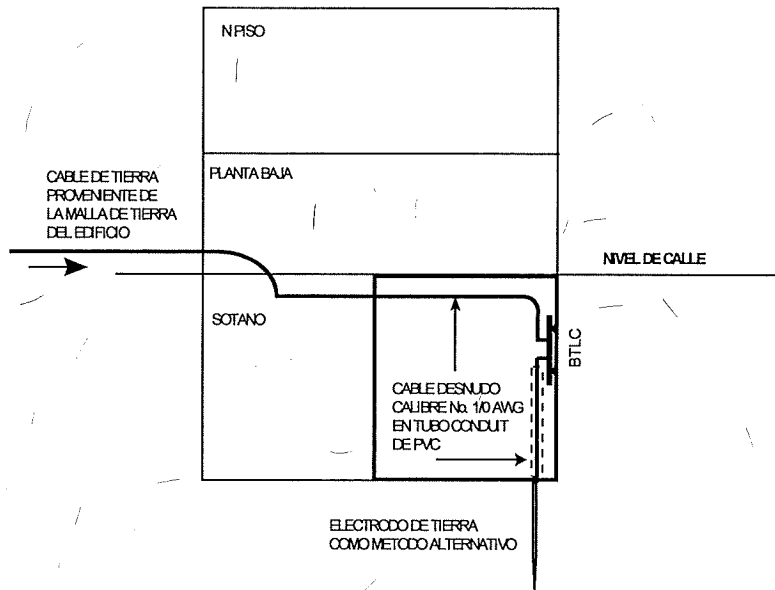 N PISO
PLANTA BAJA
CABLE DE TIERRA
PROVENIENTE DE
LA MALLA DE TIERRA
DEL EDIFICIO
NIVEL DE CALLE
SOTANO
BTLC
CABLE DESNUDO
CALIBRE No. 1/0 AWG
EN TUBO CONDUIT
DE PVC
ELECTRODO DE TIERRA
COMO METODO ALTERNATIVO